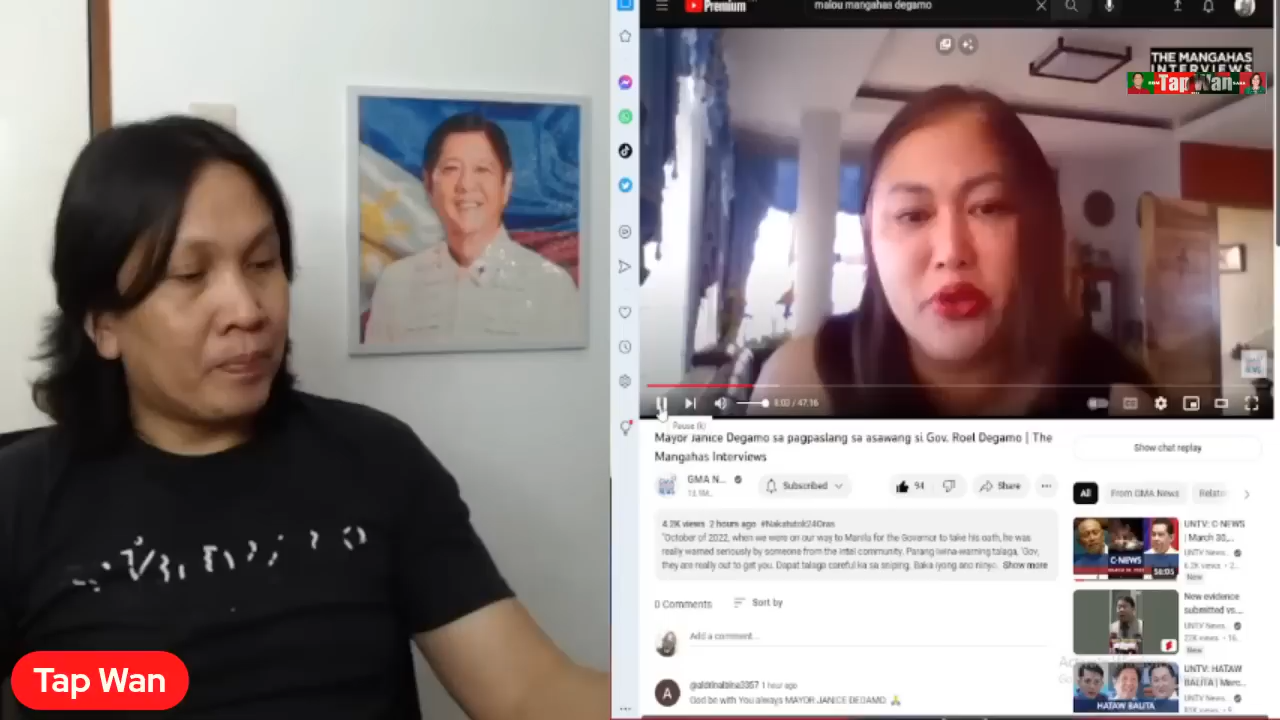 Tap Wan
Premium
malou mangahas degamo
THE MANGAHAS
INTERVIEWS
Tap Wan
8:02 / 47:16
Pause (k)
Mayor Janice Degamo sa pagpaslang sa asawang si Gov. Roel Degamo | The
Mangahas Interviews
GMA N...
Subscribed
94
Share
4.2K views 2 hours ago #Nakatutok24Oras
"October of 2022, when we were on our way to Manila for the Governor to take his oath, he was
really warned seriously by someone from the intel community. Parang iwina-warning talaga, 'Gov,
they are really out to get you. Dapat talaga careful ka sa sniping. Baka iyong ano ninyo. Show more
0 Comments
Sort by
Add a comment...
A
1 hour ago
God be with You always MAYOR JANICE DEGAMO 🙏
Show chat replay
All
From GMA News
Relate
UNTV: C-NEWS
| March 30,...
UNTV News...
New
C-NEWS
New evidence
submitted vs...
UNTV News...
New
UNTV: HATAW
BALITA | Marc...
UNTV News...
HATAW BALITA